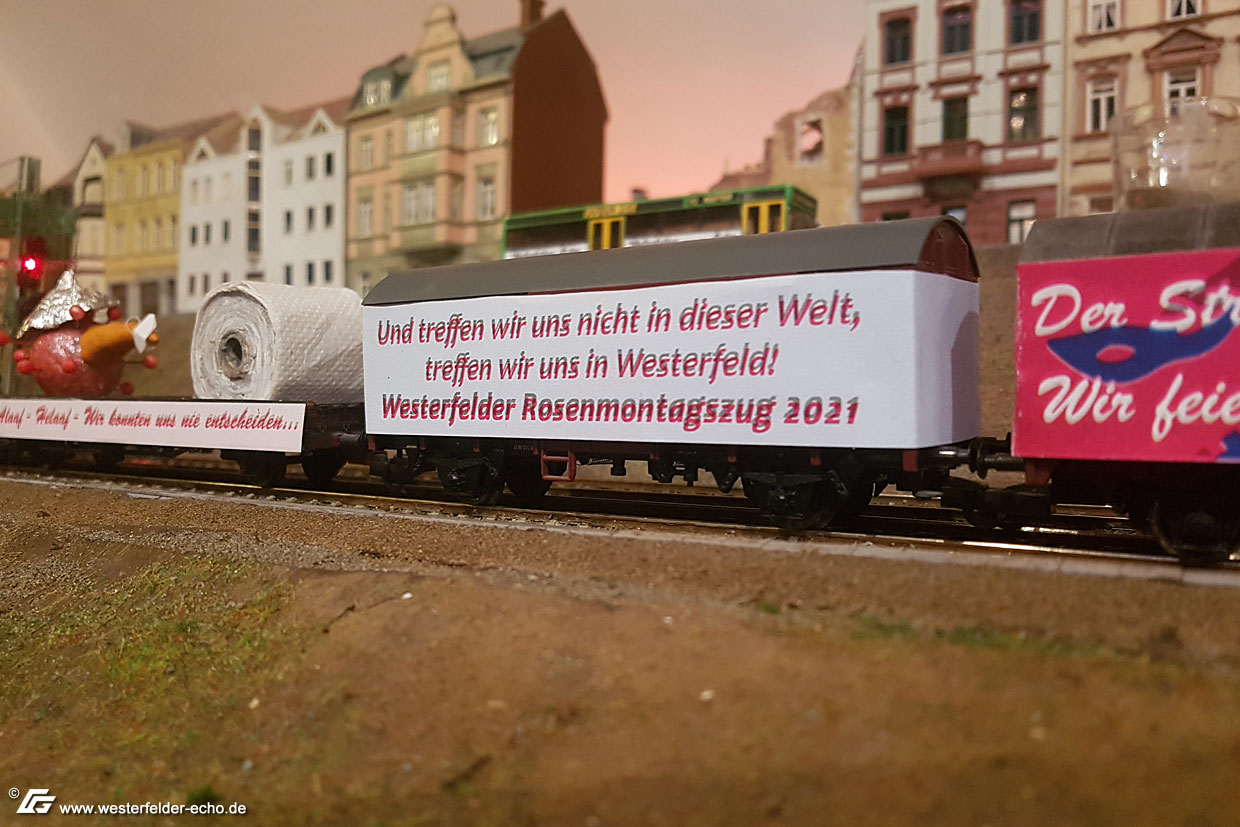 Alaaf - Helaaf - Wir konnten uns nie entscheiden...
Und treffen wir uns nicht in dieser Welt,
treffen wir uns in Westerfeld!
Westerfelder Rosenmontagszug 2021
Der Str
Wir feie
© www.westerfelder-echo.de